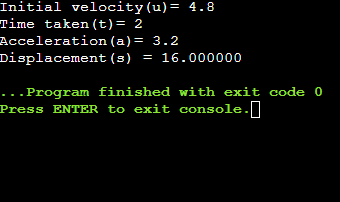 Initial velocity(u)= 4.8
Time taken(t)= 2
Acceleration(a)= 3.2
Displacement(s) = 16.000000
...Program finished with exit code 0
Press ENTER to exit console.